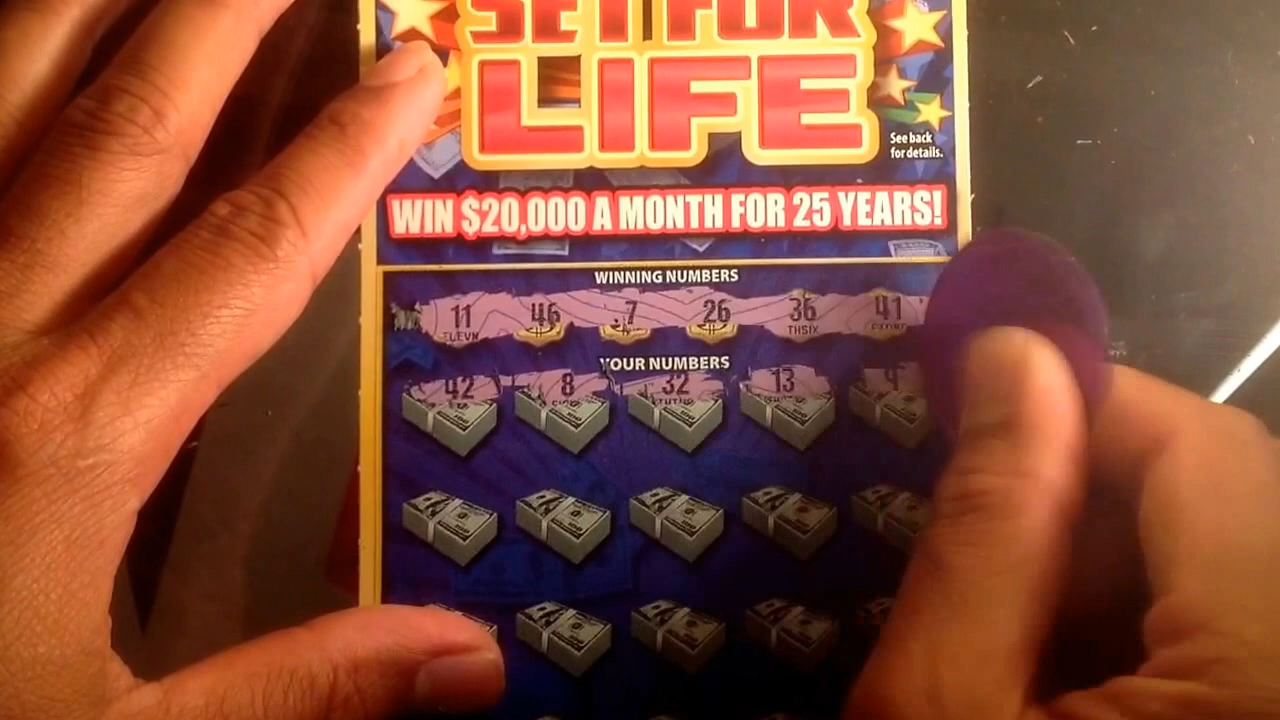 SET FOR
LIFE
See back
for details.
WIN $20,000 A MONTH FOR 25 YEARS!
WINNING NUMBERS
11 46 7 26 36 41
ELEVN THSIX
YOUR NUMBERS
42 8 32 13